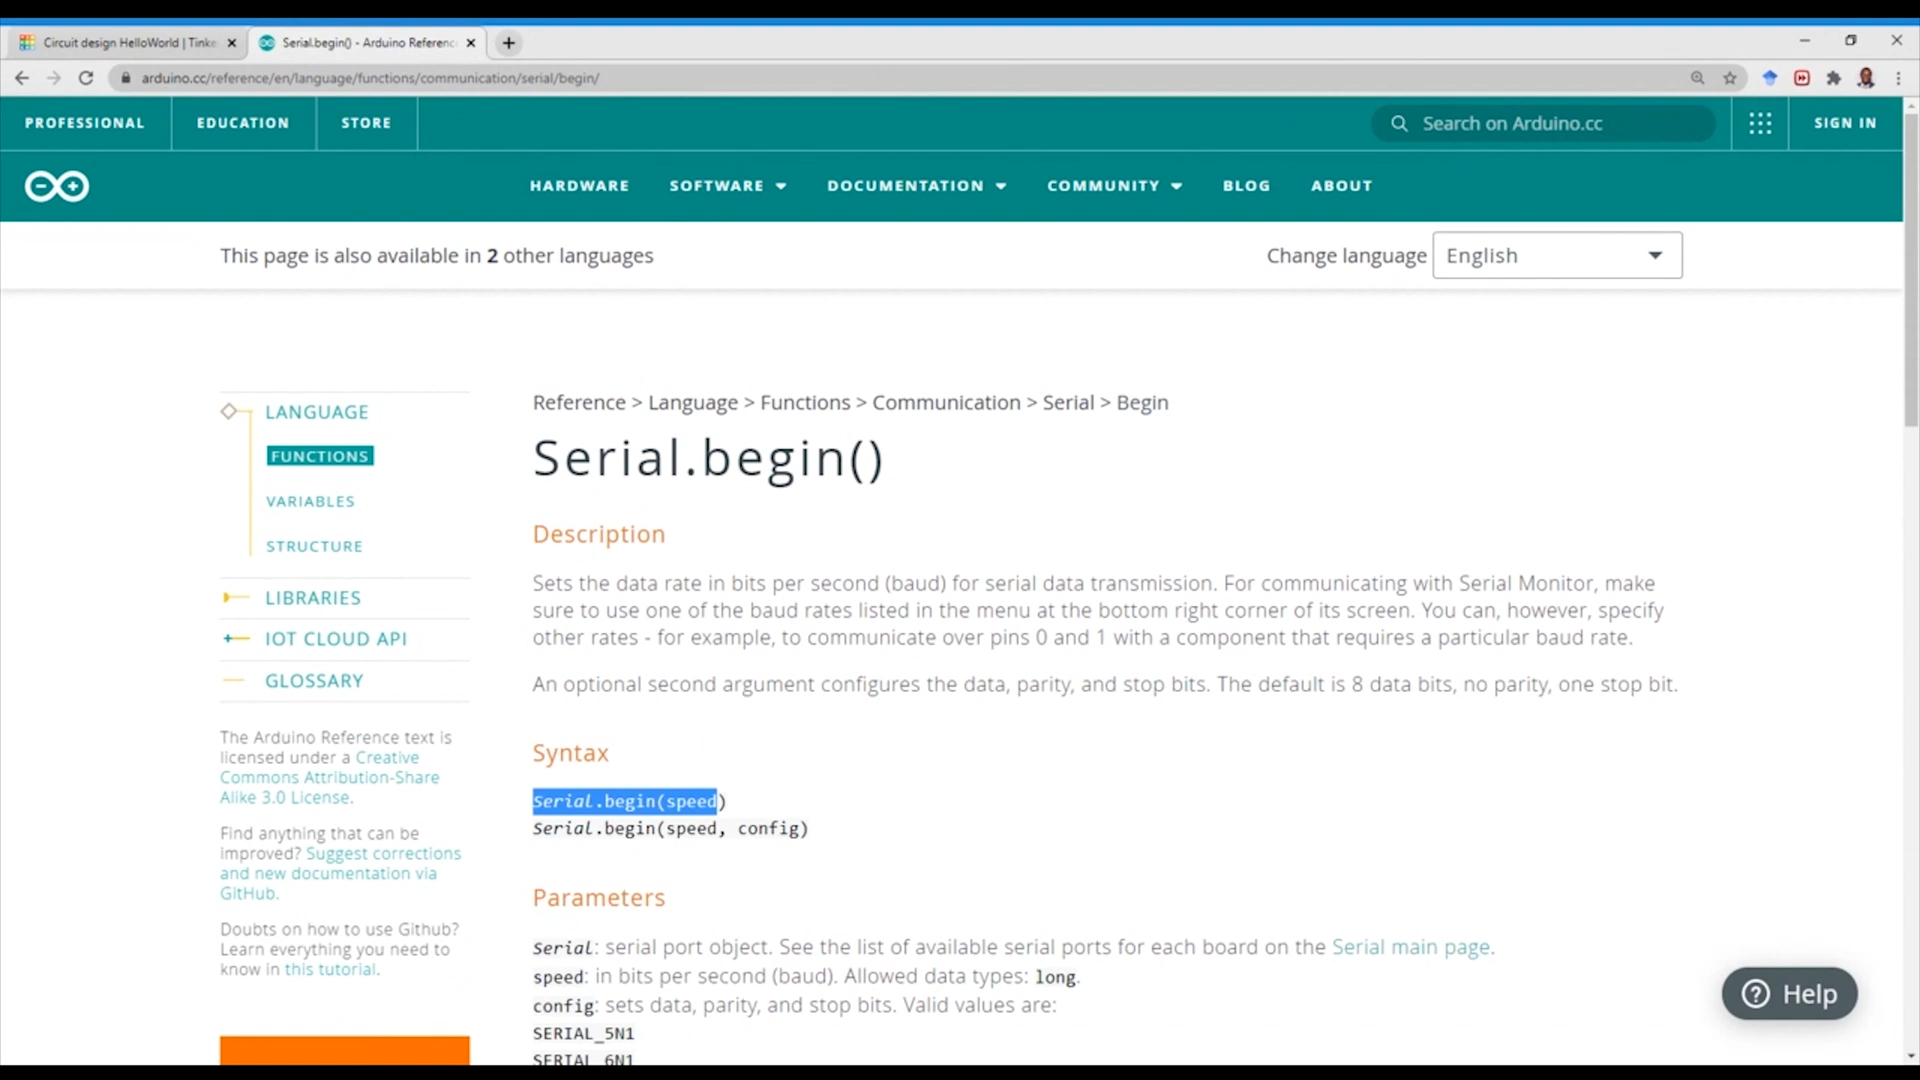 Circuit design HelloWorld | Tinke
Serial.begin() - Arduino Referenc
arduino.cc/reference/en/language/functions/communication/serial/begin/
PROFESSIONAL
EDUCATION
STORE
Search on Arduino.cc
SIGN IN
HARDWARE
SOFTWARE
DOCUMENTATION
COMMUNITY
BLOG
ABOUT
This page is also available in 2 other languages
Change language
English
LANGUAGE
FUNCTIONS
VARIABLES
STRUCTURE
LIBRARIES
IOT CLOUD API
GLOSSARY
The Arduino Reference text is
licensed under a Creative
Commons Attribution-Share
Alike 3.0 License.
Find anything that can be
improved? Suggest corrections
and new documentation via
GitHub.
Doubts on how to use Github?
Learn everything you need to
know in this tutorial.
Reference > Language > Functions > Communication > Serial > Begin
Serial.begin()
Description
Sets the data rate in bits per second (baud) for serial data transmission. For communicating with Serial Monitor, make
sure to use one of the baud rates listed in the menu at the bottom right corner of its screen. You can, however, specify
other rates - for example, to communicate over pins 0 and 1 with a component that requires a particular baud rate.
An optional second argument configures the data, parity, and stop bits. The default is 8 data bits, no parity, one stop bit.
Syntax
Serial.begin(speed)
Serial.begin(speed, config)
Parameters
Serial: serial port object. See the list of available serial ports for each board on the Serial main page.
speed: in bits per second (baud). Allowed data types: long.
config: sets data, parity, and stop bits. Valid values are:
SERIAL_5N1
SERIAL_6N1
Help